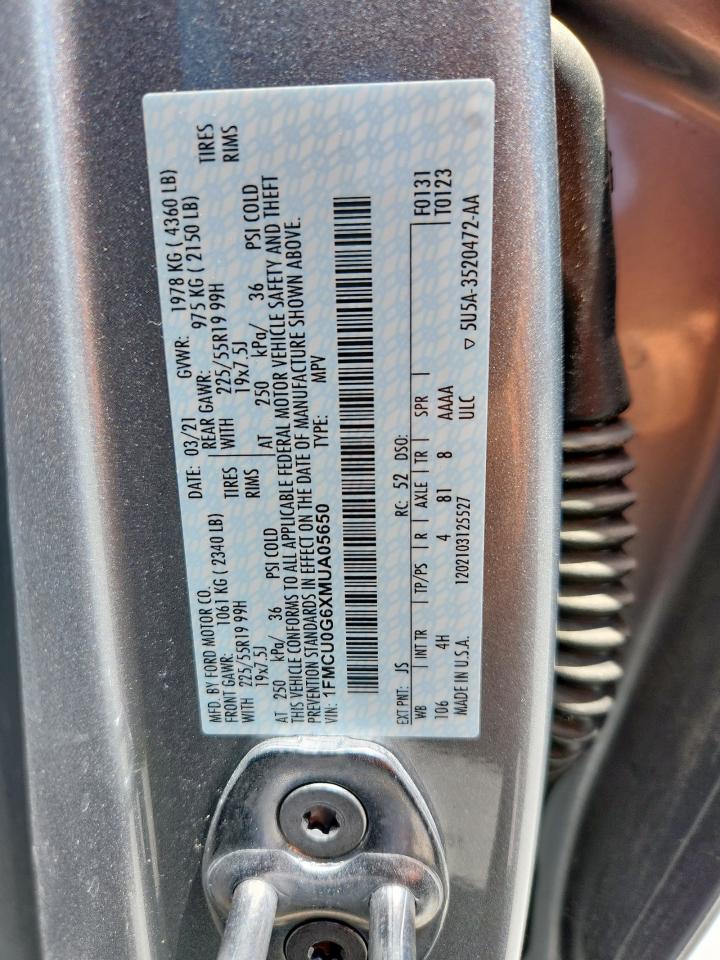 MFD. BY FORD MOTOR CO. DATE: 03/21 GVWR: 1978 KG ( 4360 LB)
FRONT GAWR: 1061 KG ( 2340 LB) REAR GAWR: 975 KG ( 2150 LB)
WITH 225/55R19 99H TIRES WITH 225/55R19 99H TIRES
19x7.5J RIMS 19x7.5J RIMS
AT 250 kPa/ 36 PSI COLD AT 250 kPa/ 36 PSI COLD
THIS VEHICLE CONFORMS TO ALL APPLICABLE FEDERAL MOTOR VEHICLE SAFETY AND THEFT
PREVENTION STANDARDS IN EFFECT ON THE DATE OF MANUFACTURE SHOWN ABOVE.
VIN: 1FMCU0G6XMUA05650 TYPE: MPV
F0131
T0123
EXT PNT: JS RC: 52 DSO:
WB INT TR TP/PS R AXLE TR SPR
106 4H 4 81 8 AAAA
MADE IN U.S.A. 1202103125527 ULC ▽ 5U5A-3520472-AA